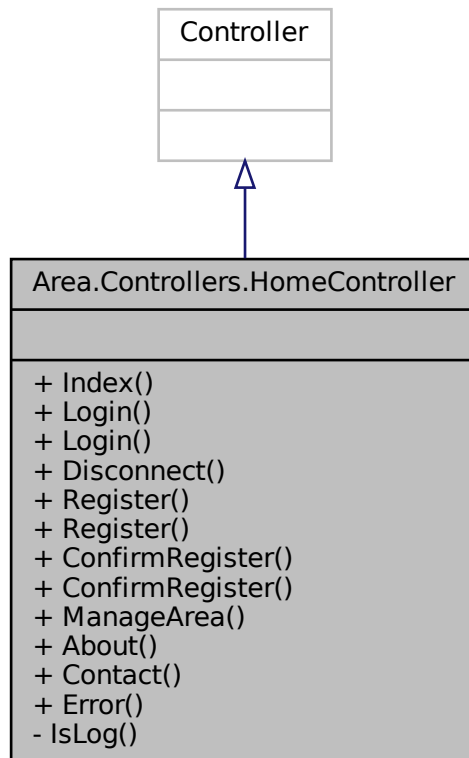 Controller
Area.Controllers.HomeController
+ Index()
+ Login()
+ Login()
+ Disconnect()
+ Register()
+ Register()
+ ConfirmRegister()
+ ConfirmRegister()
+ ManageArea()
+ About()
+ Contact()
+ Error()
- IsLog()